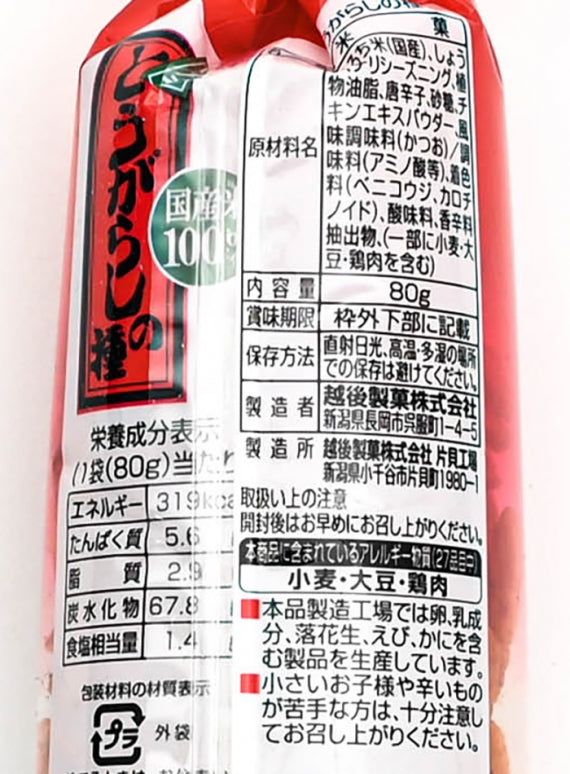 とうがらしの種
国産米
100%
栄養成分表示
(1袋(80g)当たり
エネルギー 319kca
たんぱく質 5.6
脂質 2.9
炭水化物 67.8
食塩相当量 1.4
包装材料の材質表示
プラ 外袋
がらしの種
米菓
原材料名
もち米(国産)、しょう
リシーズニング、植
物油脂、唐辛子、砂糖、チ
キンエキスパウダー、風
味調味料(かつお)/調
味料(アミノ酸等)、着色
料(ベニコウジ、カロチ
ノイド)、酸味料、香辛料
抽出物、(一部に小麦・大
豆・鶏肉を含む)
内容量 80g
賞味期限 枠外下部に記載
保存方法 直射日光、高温・多湿の場所
での保存は避けてください。
製造者 越後製菓株式会社
新潟県長岡市呉服町1-4-5
製造所 越後製菓株式会社 片貝工場
新潟県小千谷市片貝町1980-1
取扱い上の注意
開封後はお早めにお召し上がりください。
本商品に含まれているアレルギー物質(27品目中)
小麦・大豆・鶏肉
■本品製造工場では卵、乳成
分、落花生、えび、かにを含
む製品を生産しています。
■小さいお子様や辛いもの
が苦手な方は、十分注意し
てお召し上がりください。